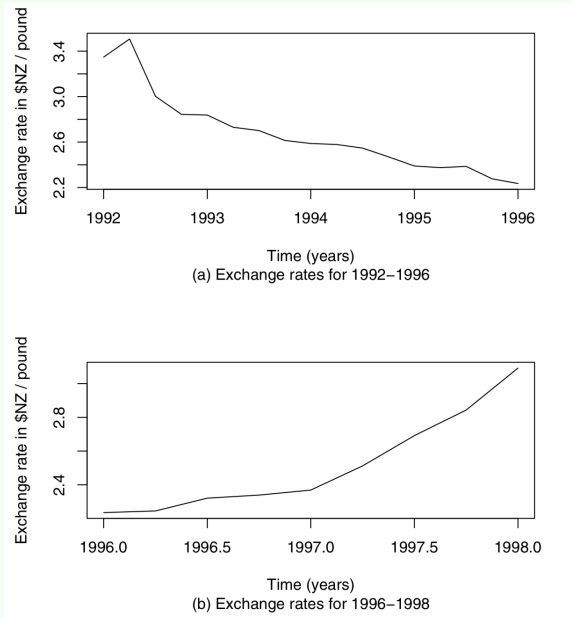 Exchange rate in $NZ / pound
3.4
3.0
2.6
2.2
1992 1993 1994 1995 1996
Time (years)
(a) Exchange rates for 1992−1996
Exchange rate in $NZ / pound
2.8
2.4
1996.0 1996.5 1997.0 1997.5 1998.0
Time (years)
(b) Exchange rates for 1996−1998